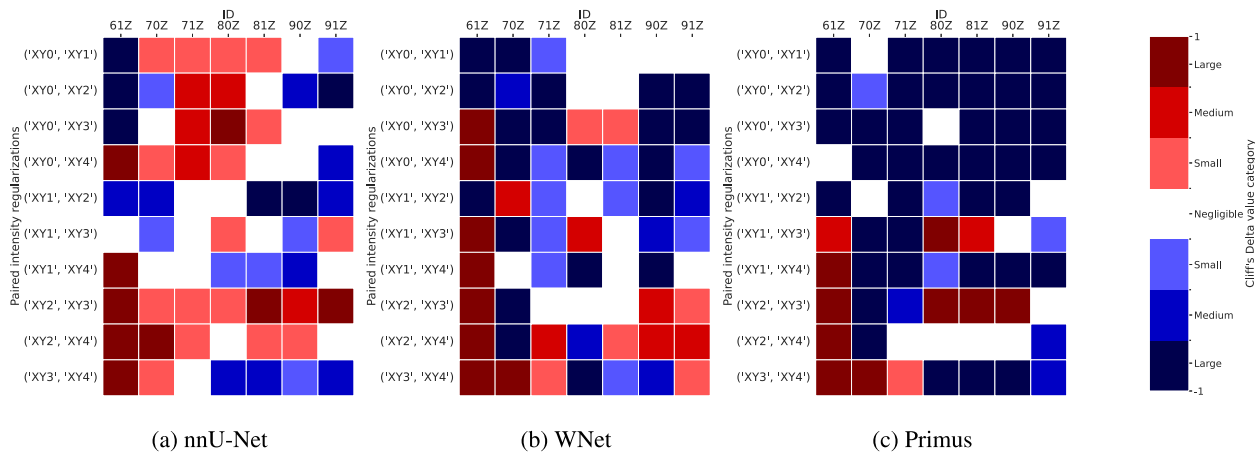 ID
61Z 70Z 71Z 80Z 81Z 90Z 91Z
Paired intensity regularizations
('XY0', 'XY1')
('XY0', 'XY2')
('XY0', 'XY3')
('XY0', 'XY4')
('XY1', 'XY2')
('XY1', 'XY3')
('XY1', 'XY4')
('XY2', 'XY3')
('XY2', 'XY4')
('XY3', 'XY4')
(a) nnU-Net
ID
61Z 70Z 71Z 80Z 81Z 90Z 91Z
Paired intensity regularizations
('XY0', 'XY1')
('XY0', 'XY2')
('XY0', 'XY3')
('XY0', 'XY4')
('XY1', 'XY2')
('XY1', 'XY3')
('XY1', 'XY4')
('XY2', 'XY3')
('XY2', 'XY4')
('XY3', 'XY4')
(b) WNet
ID
61Z 70Z 71Z 80Z 81Z 90Z 91Z
Paired intensity regularizations
('XY0', 'XY1')
('XY0', 'XY2')
('XY0', 'XY3')
('XY0', 'XY4')
('XY1', 'XY2')
('XY1', 'XY3')
('XY1', 'XY4')
('XY2', 'XY3')
('XY2', 'XY4')
('XY3', 'XY4')
(c) Primus
1
Large
Medium
Small
Negligible
Small
Medium
Large
-1
Cliff's Delta value category